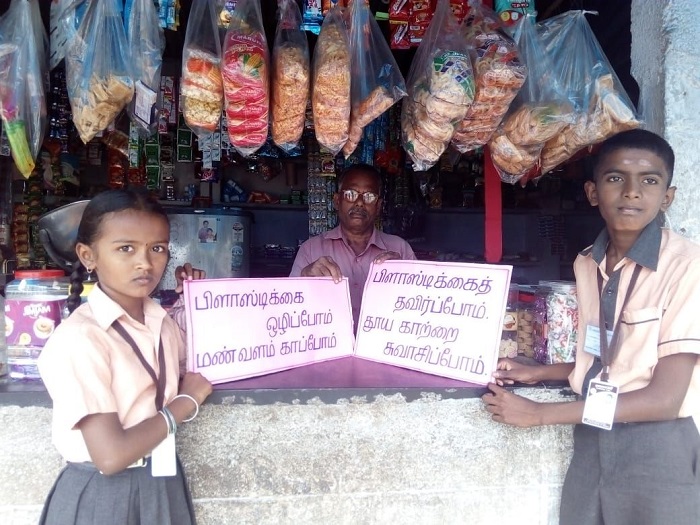 பிளாஸ்டிக்கை
ஒழிப்போம்
மண் வளம் காப்போம்
பிளாஸ்டிக்கைத்
தவிர்ப்போம்.
தூய காற்றை
சுவாசிப்போம்.